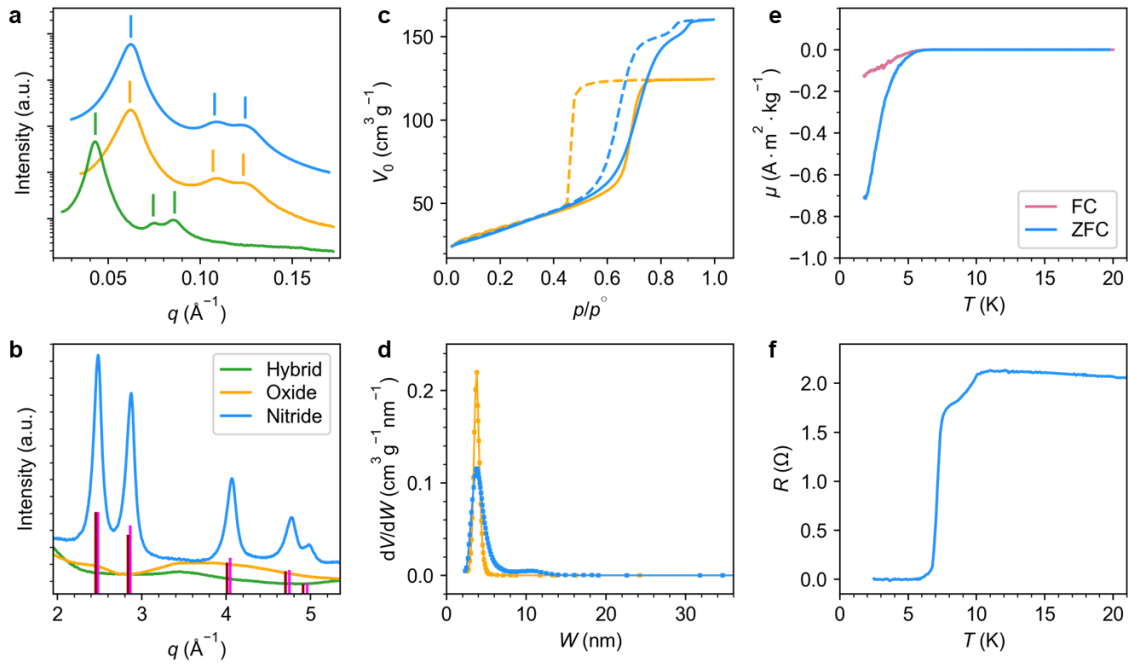 a
Intensity (a.u.)
0.05 0.10 0.15
q (Å⁻¹)
c
V₀ (cm³ g⁻¹)
150
100
50
0.0 0.2 0.4 0.6 0.8 1.0
p/p°
e
μ (A · m² · kg⁻¹)
0.0
−0.2
−0.4
−0.6
−0.8
−1.0
FC
ZFC
0 5 10 15 20
T (K)
b
Intensity (a.u.)
Hybrid
Oxide
Nitride
2 3 4 5
q (Å⁻¹)
d
dV/dW (cm³ g⁻¹ nm⁻¹)
0.2
0.1
0.0
0 10 20 30
W (nm)
f
R (Ω)
2.0
1.5
1.0
0.5
0.0
0 5 10 15 20
T (K)